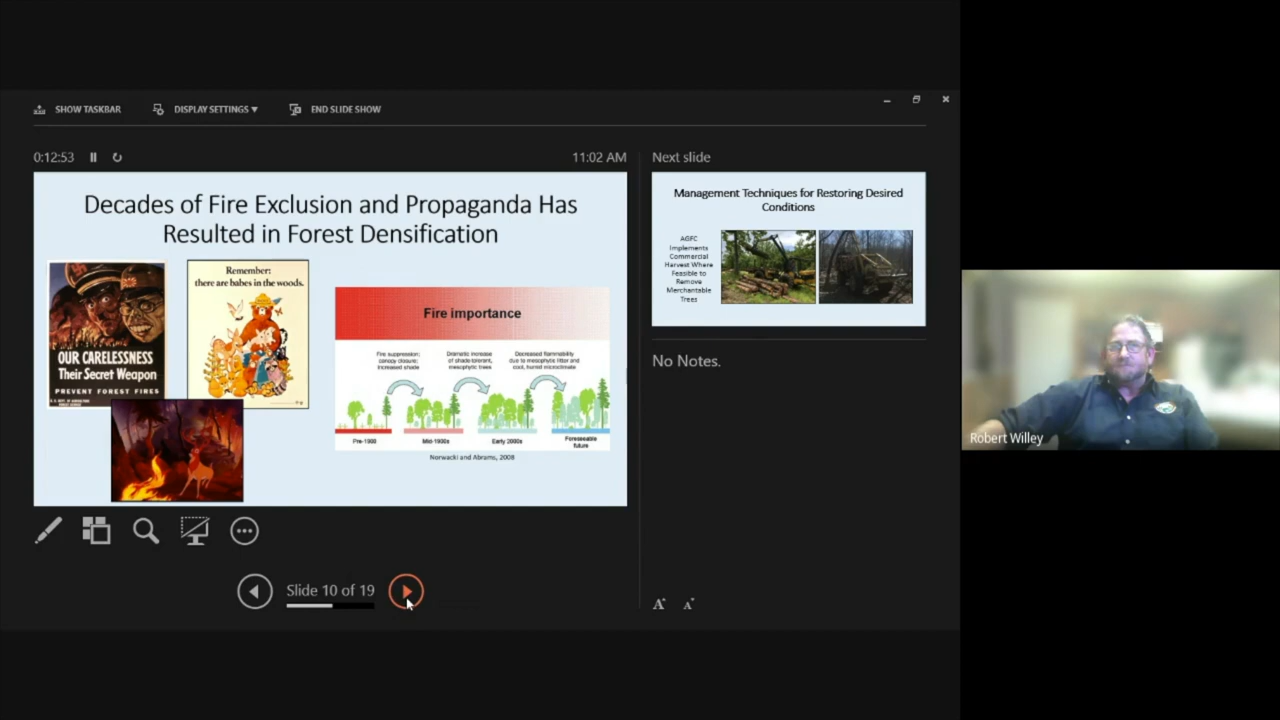 SHOW TASKBAR
DISPLAY SETTINGS
END SLIDE SHOW
0:12:53
11:02 AM
Next slide
Decades of Fire Exclusion and Propaganda Has
Resulted in Forest Densification
Remember:
there are babes in the woods.
OUR CARELESSNESS
Their Secret Weapon
PREVENT FOREST FIRES
Fire importance
Fire suppression;
canopy closure;
increased shade
Dramatic increase
of shade-tolerant,
mesophytic trees
Decreased flammability
due to mesophytic litter and
cool, humid microclimate
Pre-1900
Mid-1900s
Early 2000s
Foreseeable
future
Norwacki and Abrams, 2008
Management Techniques for Restoring Desired
Conditions
AGFC
Implements
Commercial
Harvest Where
Feasible to
Remove
Merchantable
Trees
No Notes.
Slide 10 of 19
A A
Robert Willey